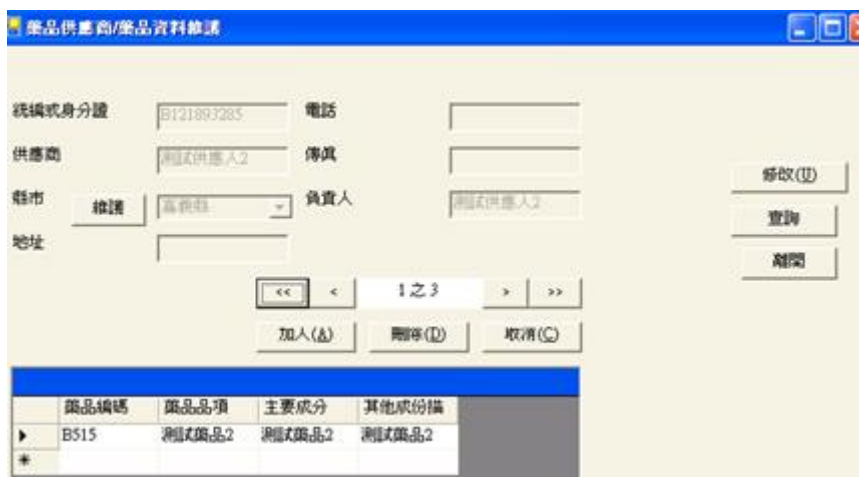 藥品供應商/藥品資料維護
統編或身分證 B121893285 電話
供應商 測試供應人2 傳真
縣市 維護 嘉義縣 負責人 測試供應人2
地址
修改(U)
查詢
離開
<< < 1之3 > >>
加入(A) 刪除(D) 取消(C)
藥品編碼 藥品品項 主要成分 其他成份描
B515 測試藥品2 測試藥品2 測試藥品2